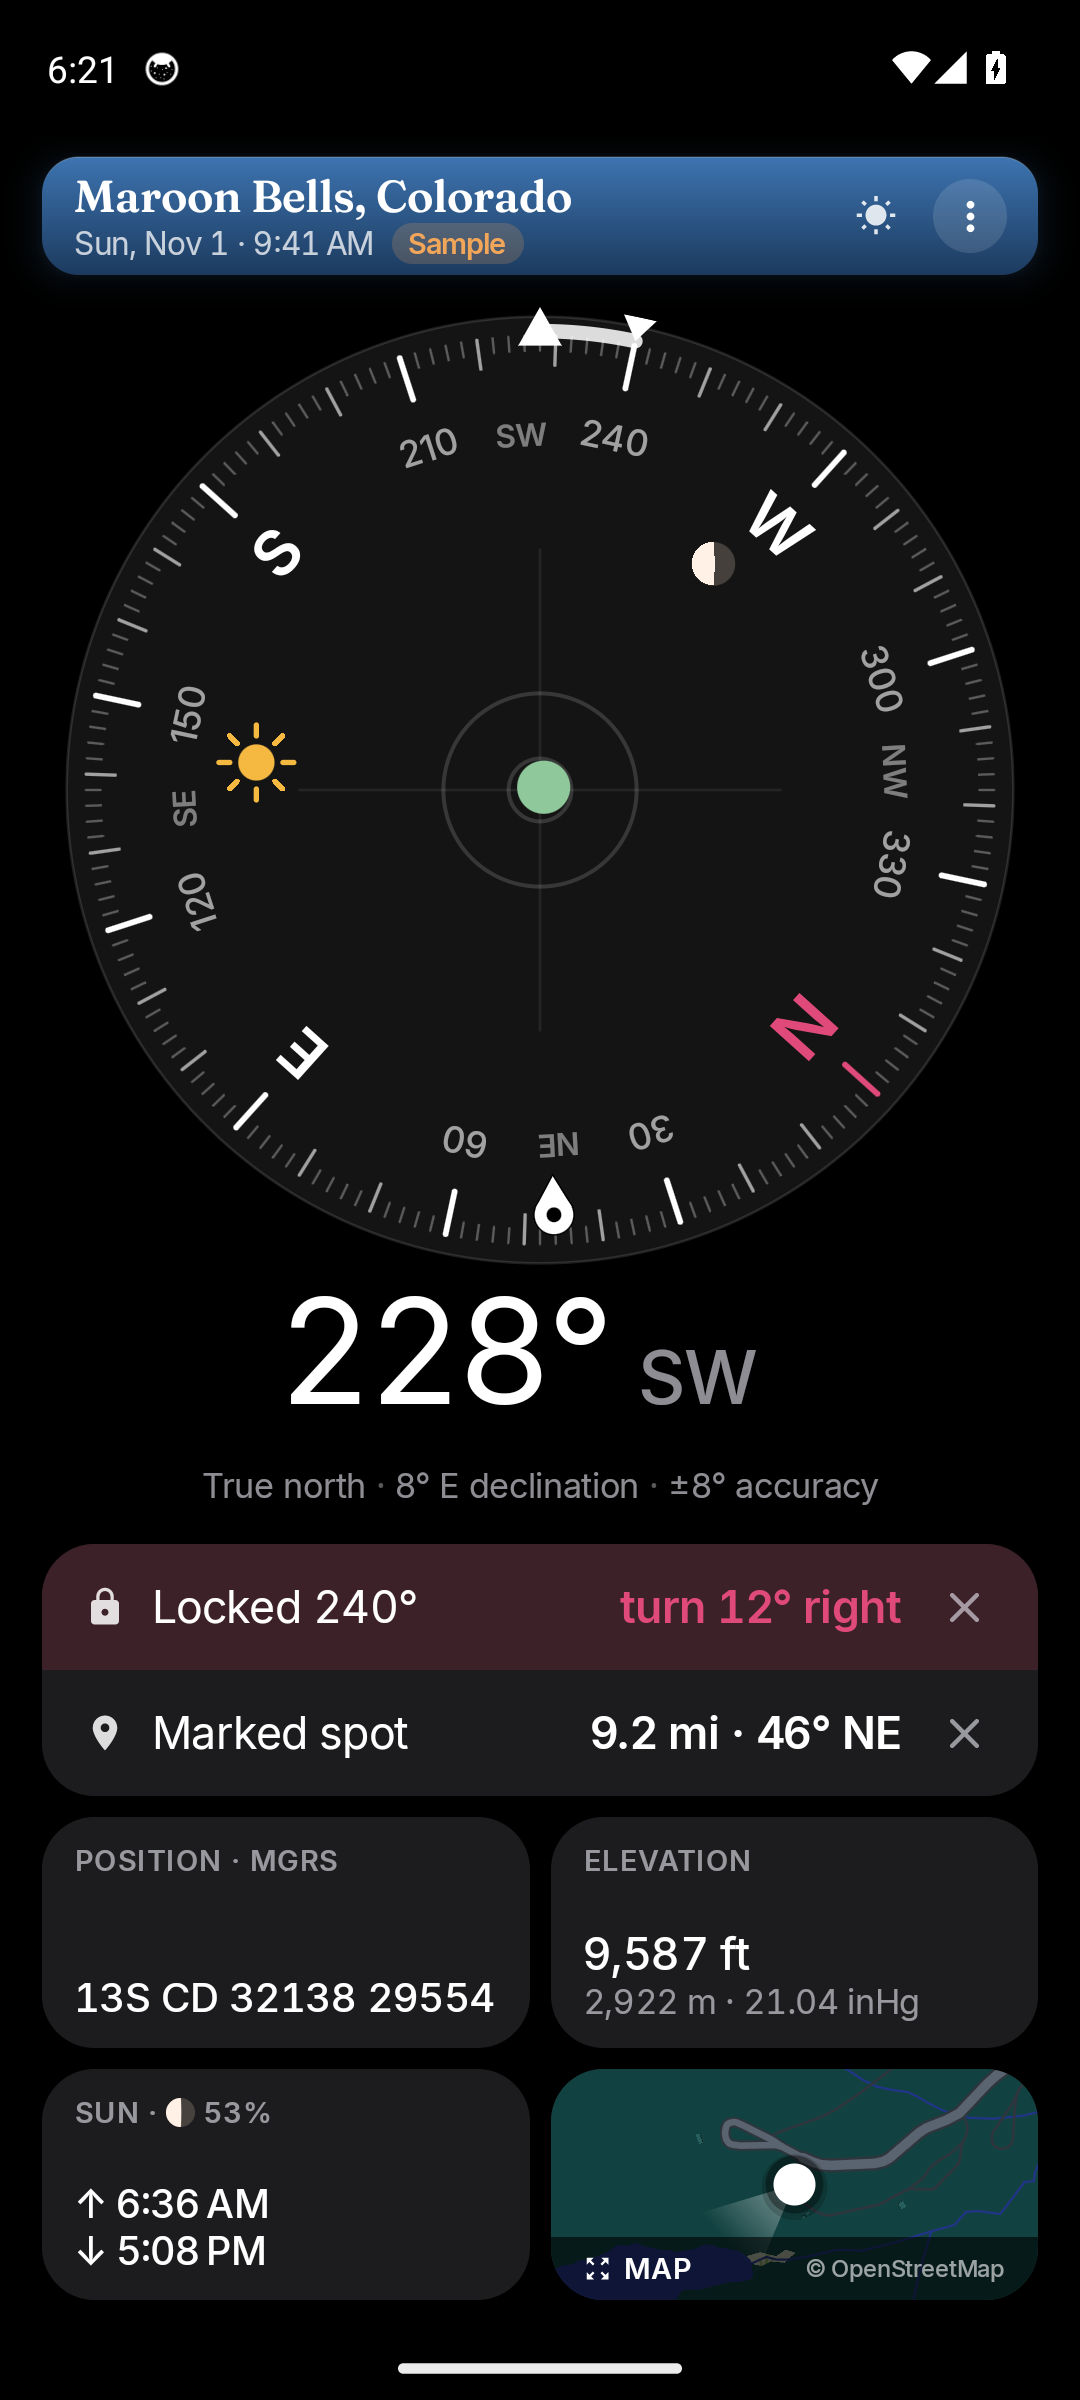 6:21
Maroon Bells, Colorado
Sun, Nov 1 · 9:41 AM Sample
210 SW 240
S W
150 300
SE NW
120 330
E N
60 NE 30
228° SW
True north · 8° E declination · ±8° accuracy
Locked 240° turn 12° right
Marked spot 9.2 mi · 46° NE
POSITION · MGRS
13S CD 32138 29554
ELEVATION
9,587 ft
2,922 m · 21.04 inHg
SUN · 53%
↑ 6:36 AM
↓ 5:08 PM
MAP © OpenStreetMap